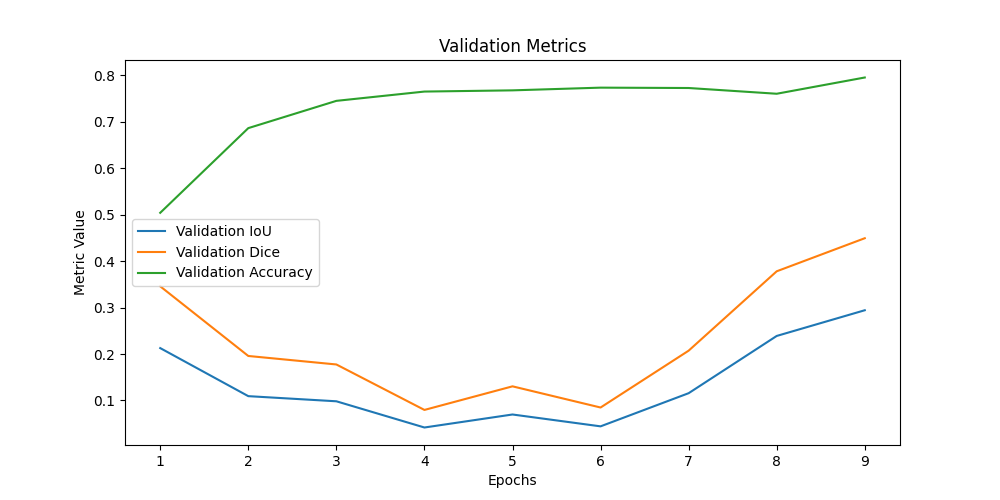 Validation Metrics
0.8
0.7
0.6
0.5
0.4
0.3
0.2
0.1
Metric Value
Validation IoU
Validation Dice
Validation Accuracy
1 2 3 4 5 6 7 8 9
Epochs